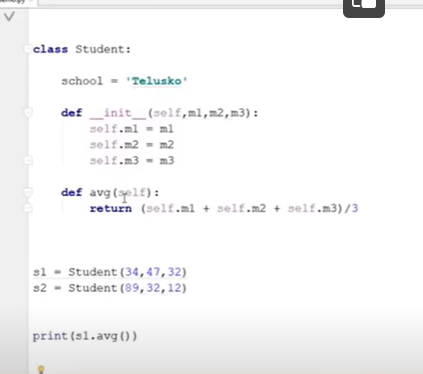 class Student:
school = 'Telusko'
def __init__(self,m1,m2,m3):
self.m1 = m1
self.m2 = m2
self.m3 = m3
def avg(self):
return (self.m1 + self.m2 + self.m3)/3
s1 = Student(34,47,32)
s2 = Student(89,32,12)
print(s1.avg())